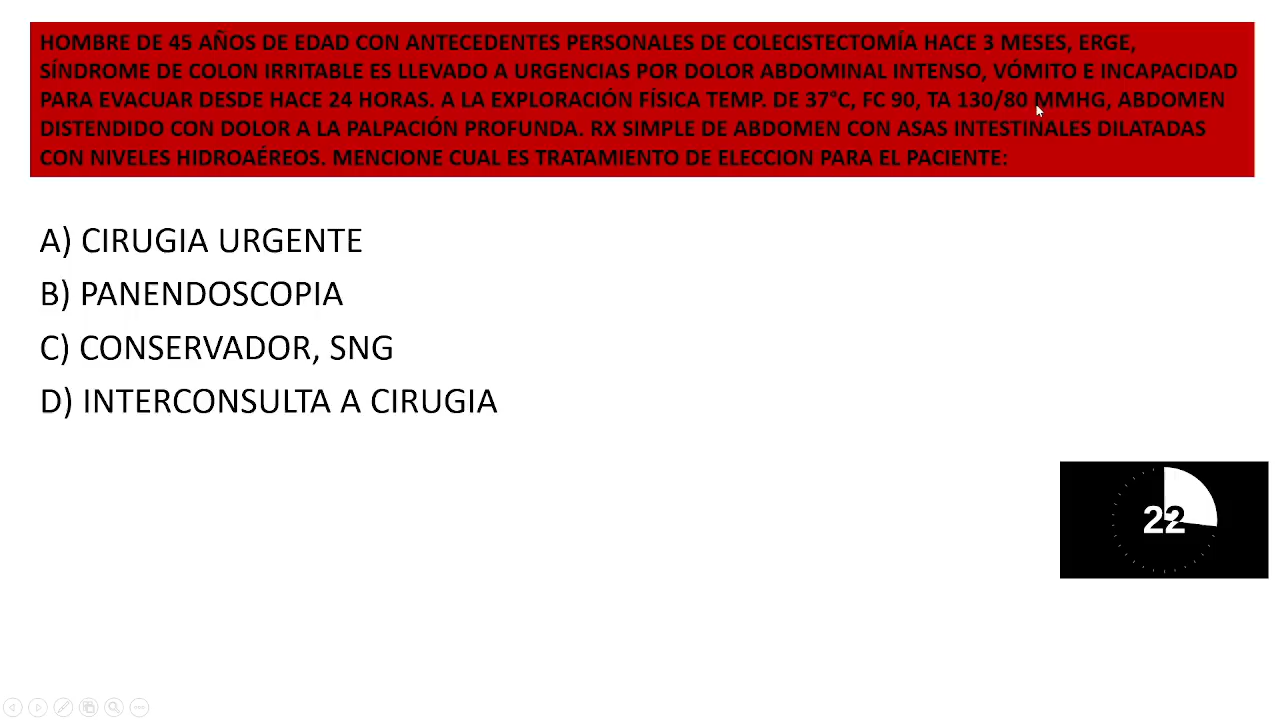 HOMBRE DE 45 AÑOS DE EDAD CON ANTECEDENTES PERSONALES DE COLECISTECTOMÍA HACE 3 MESES, ERGE,
SÍNDROME DE COLON IRRITABLE ES LLEVADO A URGENCIAS POR DOLOR ABDOMINAL INTENSO, VÓMITO E INCAPACIDAD
PARA EVACUAR DESDE HACE 24 HORAS. A LA EXPLORACIÓN FÍSICA TEMP. DE 37°C, FC 90, TA 130/80 MMHG, ABDOMEN
DISTENDIDO CON DOLOR A LA PALPACIÓN PROFUNDA. RX SIMPLE DE ABDOMEN CON ASAS INTESTINALES DILATADAS
CON NIVELES HIDROAÉREOS. MENCIONE CUAL ES TRATAMIENTO DE ELECCION PARA EL PACIENTE:
A) CIRUGIA URGENTE
B) PANENDOSCOPIA
C) CONSERVADOR, SNG
D) INTERCONSULTA A CIRUGIA
22